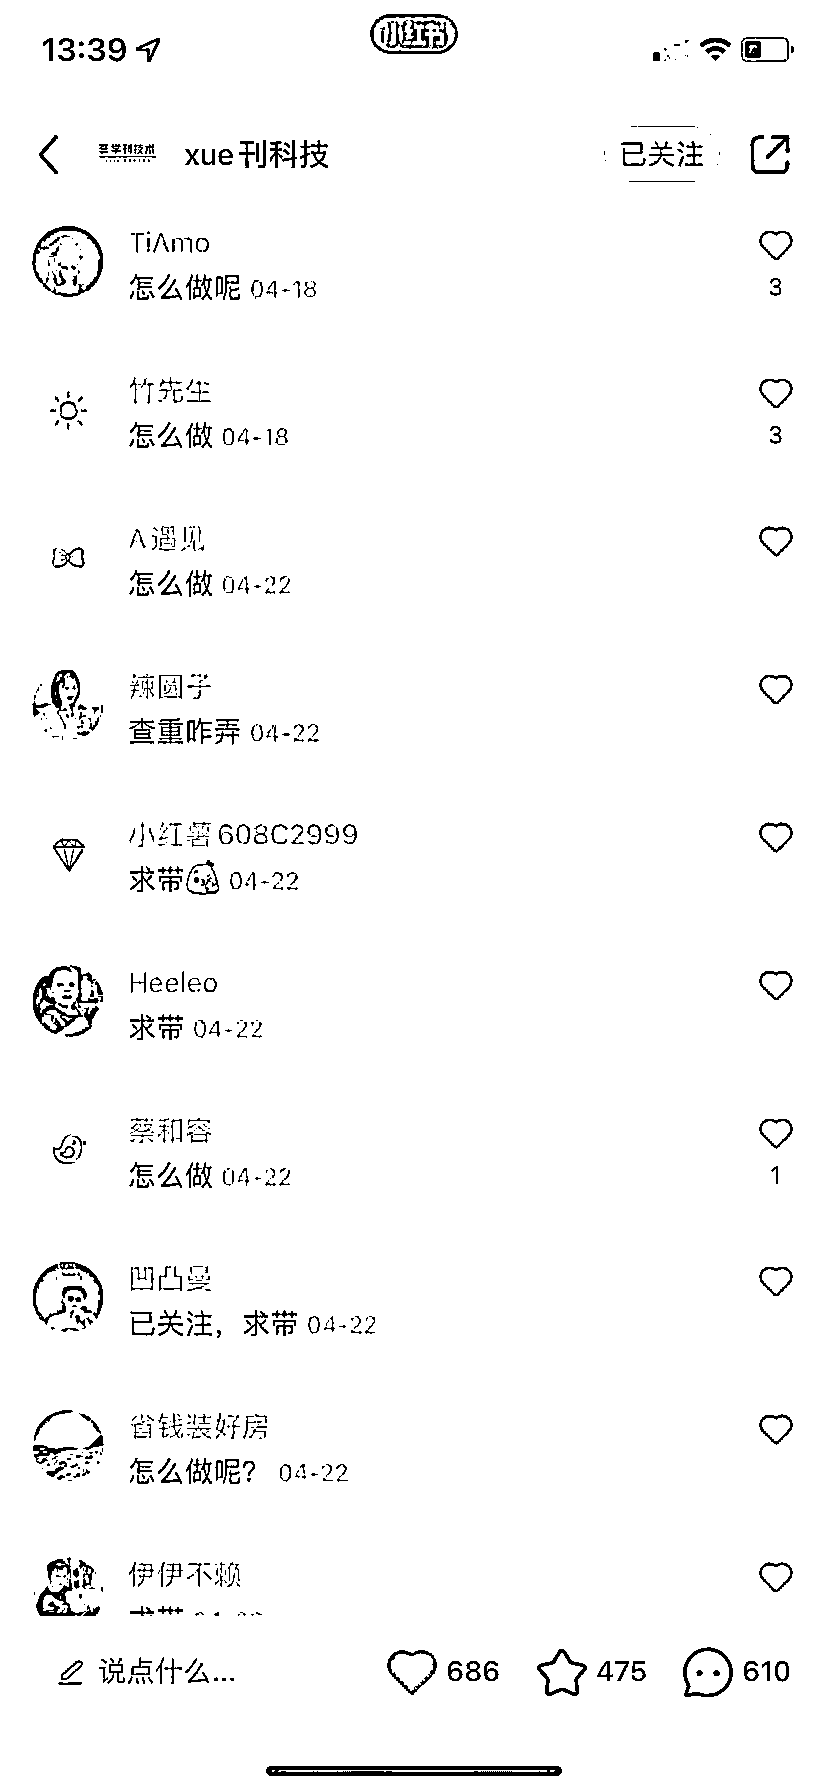 13:39
小红书
xue刊科技
已关注
TiAmo
怎么做呢 04-18
3
竹先生
怎么做 04-18
3
A遇见
怎么做 04-22
辣圆子
查重咋弄 04-22
小红薯608C2999
求带 04-22
Heeleo
求带 04-22
蔡和容
怎么做 04-22
1
凹凸曼
已关注，求带 04-22
省钱装好房
怎么做呢？ 04-22
伊伊不赖
说点什么...
686
475
610